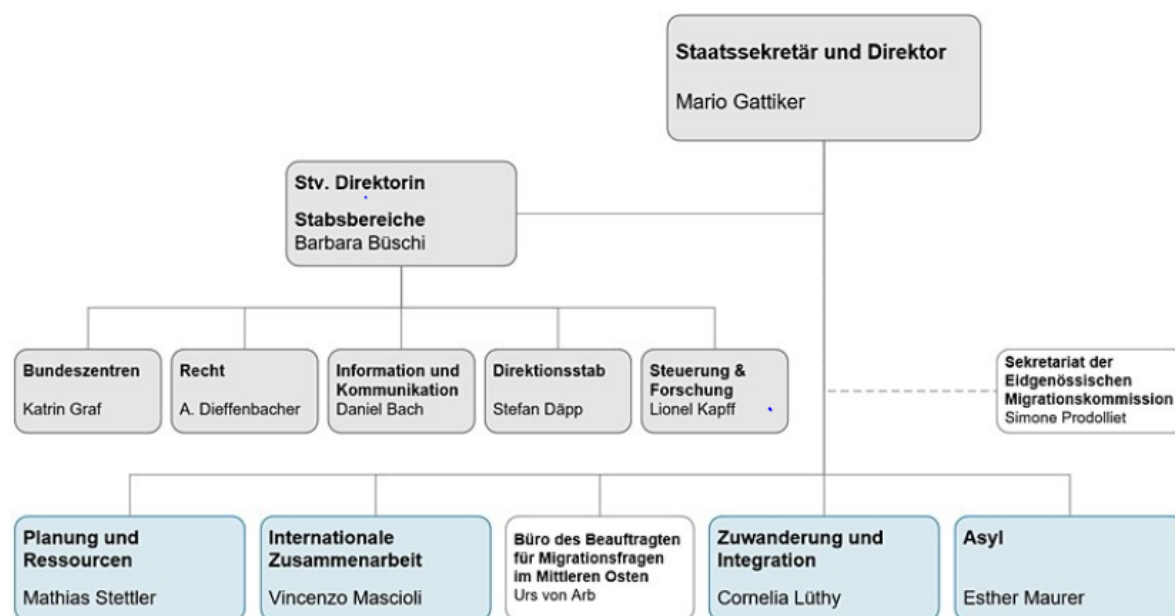 Staatssekretär und Direktor
Mario Gattiker
Stv. Direktorin
Stabsbereiche
Barbara Büschi
Bundeszentren
Katrin Graf
Recht
A. Dieffenbacher
Information und
Kommunikation
Daniel Bach
Direktionsstab
Stefan Däpp
Steuerung &
Forschung
Lionel Kapff
Sekretariat der
Eidgenössischen
Migrationskommission
Simone Prodolliet
Planung und
Ressourcen
Mathias Stettler
Internationale
Zusammenarbeit
Vincenzo Mascioli
Büro des Beauftragten
für Migrationsfragen
im Mittleren Osten
Urs von Arb
Zuwanderung und
Integration
Cornelia Lüthy
Asyl
Esther Maurer